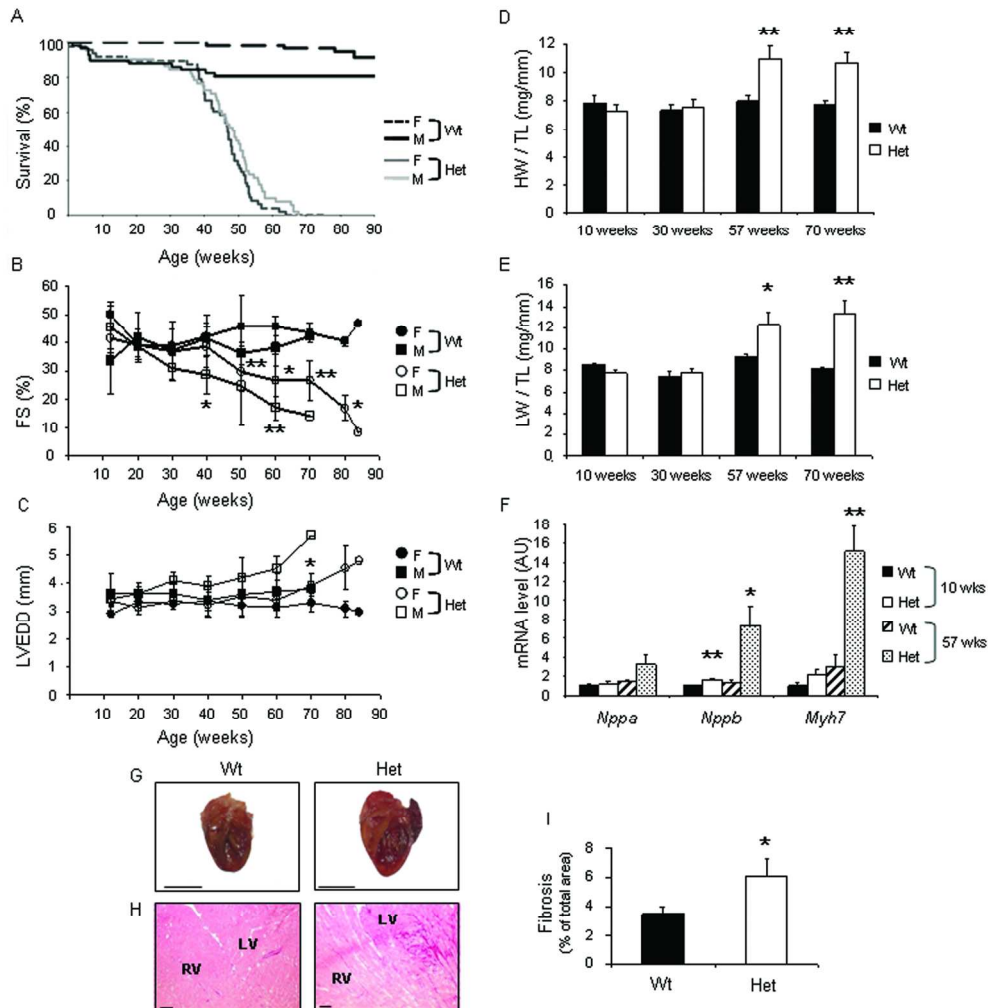 A
Survival (%)
100
80
60
40
20
0
10 20 30 40 50 60 70 80 90
Age (weeks)
F
M
Wt
F
M
Het
B
FS (%)
60
50
40
30
20
10
0
** * **
* ** *
10 20 30 40 50 60 70 80 90
Age (weeks)
F
M
Wt
F
M
Het
C
LVEDD (mm)
6
5
4
3
2
1
0
*
10 20 30 40 50 60 70 80 90
Age (weeks)
F
M
Wt
F
M
Het
D
HW / TL (mg/mm)
12
10
8
6
4
2
0
** **
10 weeks 30 weeks 57 weeks 70 weeks
Wt
Het
E
LW / TL (mg/mm)
16
14
12
10
8
6
4
2
0
* **
10 weeks 30 weeks 57 weeks 70 weeks
Wt
Het
F
mRNA level (AU)
18
16
14
12
10
8
6
4
2
0
** * **
Nppa Nppb Myh7
Wt
Het
10 wks
Wt
Het
57 wks
G
Wt Het
H
LV
RV
LV
RV
I
Fibrosis
(% of total area)
8
6
4
2
0
*
Wt Het